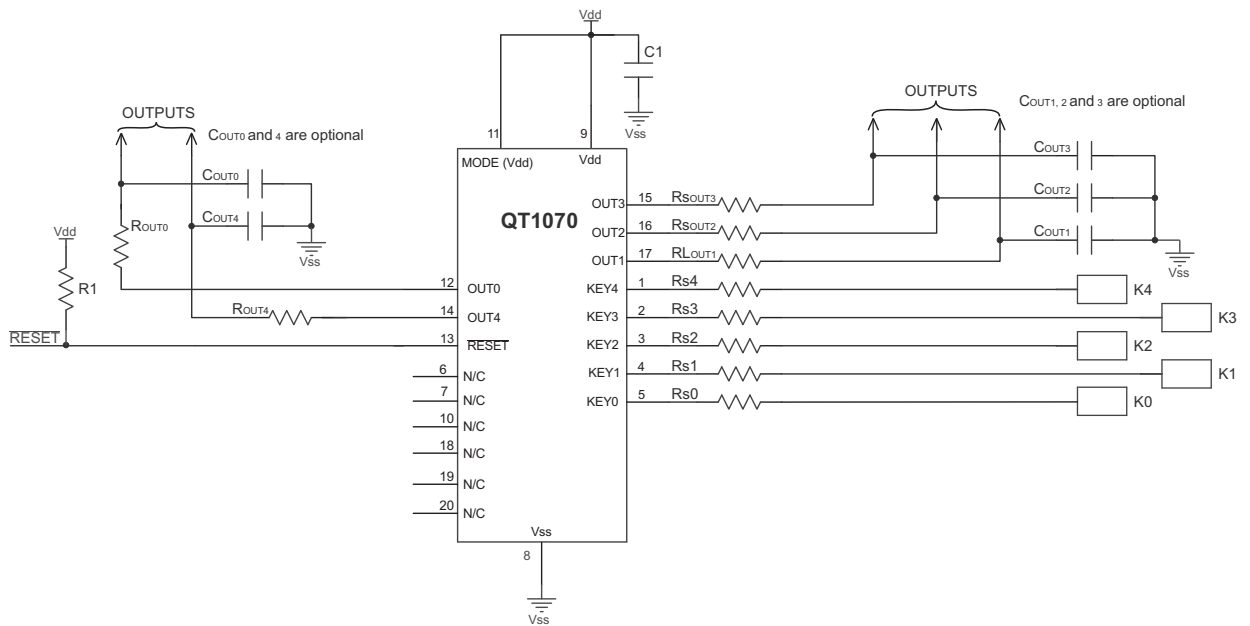 Vdd
C1
Vss
OUTPUTS
COUT0 and 4 are optional
COUT0
COUT4
Vss
ROUT0
Vdd
R1
ROUT4
RESET
OUTPUTS
COUT1, 2 and 3 are optional
COUT3
COUT2
COUT1
Vss
11
9
MODE (Vdd)
Vdd
QT1070
12 OUT0
14 OUT4
13 RESET
6 N/C
7 N/C
10 N/C
18 N/C
19 N/C
20 N/C
OUT3 15 RsOUT3
OUT2 16 RsOUT2
OUT1 17 RLOUT1
KEY4 1 Rs4 K4
KEY3 2 Rs3 K3
KEY2 3 Rs2 K2
KEY1 4 Rs1 K1
KEY0 5 Rs0 K0
Vss
8
Vss